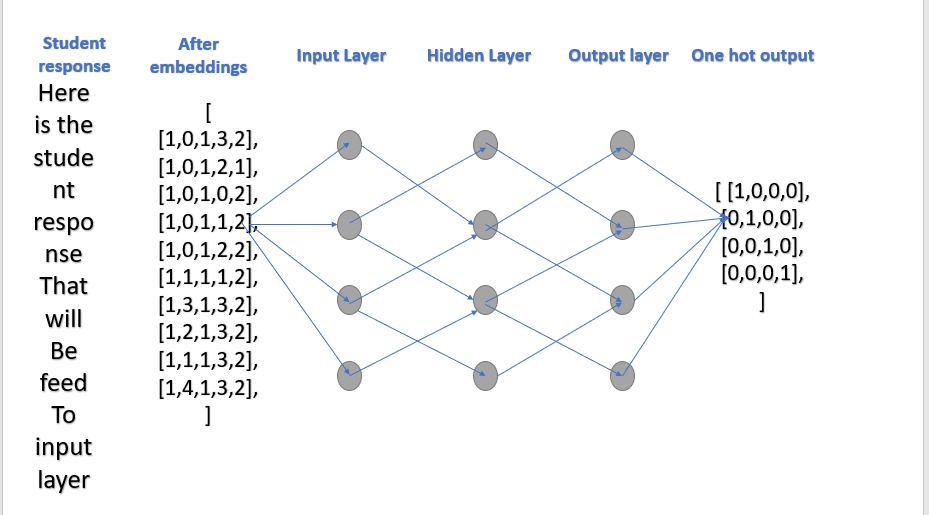 Student
response
Here
is the
stude
nt
respo
nse
That
will
Be
feed
To
input
layer
After
embeddings
[
[1,0,1,3,2],
[1,0,1,2,1],
[1,0,1,0,2],
[1,0,1,1,2],
[1,0,1,2,2],
[1,1,1,1,2],
[1,3,1,3,2],
[1,2,1,3,2],
[1,1,1,3,2],
[1,4,1,3,2],
]
Input Layer
Hidden Layer
Output layer
One hot output
[ [1,0,0,0],
[0,1,0,0],
[0,0,1,0],
[0,0,0,1],
]